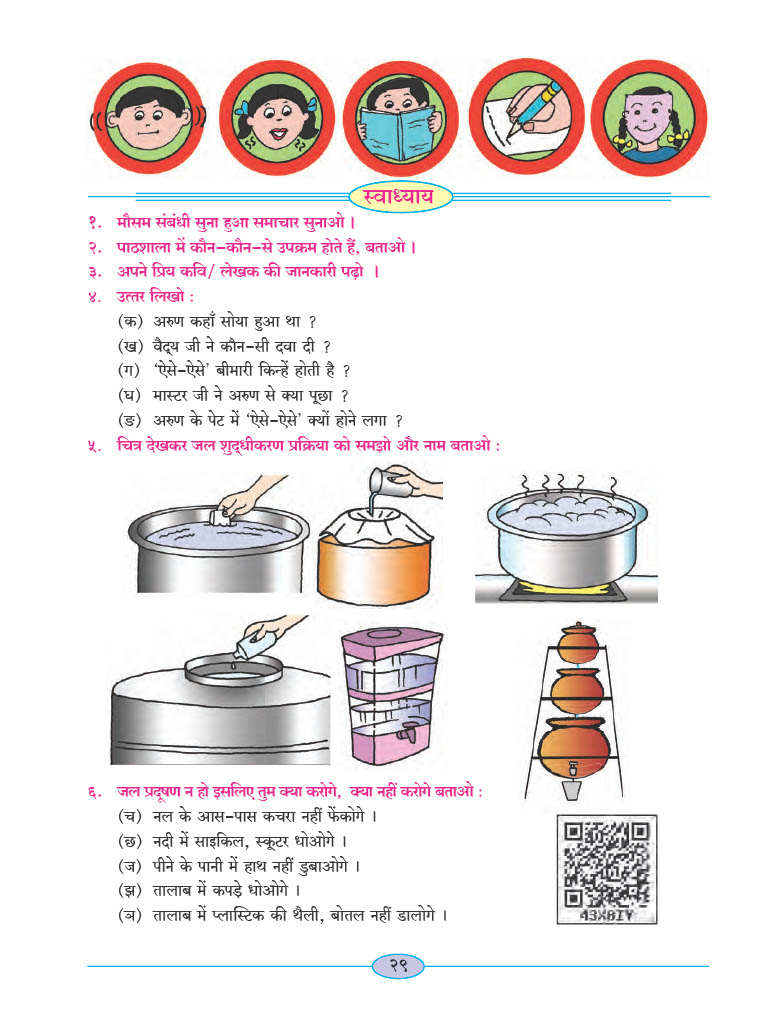 स्वाध्याय
१. मौसम संबंधी सुना हुआ समाचार सुनाओ ।
२. पाठशाला में कौन-कौन-से उपक्रम होते हैं, बताओ ।
३. अपने प्रिय कवि/ लेखक की जानकारी पढ़ो ।
४. उत्तर लिखो :
(क) अरुण कहाँ सोया हुआ था ?
(ख) वैद्य जी ने कौन-सी दवा दी ?
(ग) ‘ऐसे-ऐसे’ बीमारी किन्हें होती है ?
(घ) मास्टर जी ने अरुण से क्या पूछा ?
(ङ) अरुण के पेट में ‘ऐसे-ऐसे’ क्यों होने लगा ?
५. चित्र देखकर जल शुद्धीकरण प्रक्रिया को समझो और नाम बताओ :
६. जल प्रदूषण न हो इसलिए तुम क्या करोगे, क्या नहीं करोगे बताओ :
(च) नल के आस-पास कचरा नहीं फेंकोगे ।
(छ) नदी में साइकिल, स्कूटर धोओगे ।
(ज) पीने के पानी में हाथ नहीं डुबाओगे ।
(झ) तालाब में कपड़े धोओगे ।
(ञ) तालाब में प्लास्टिक की थैली, बोतल नहीं डालोगे ।
43X8IY
२९